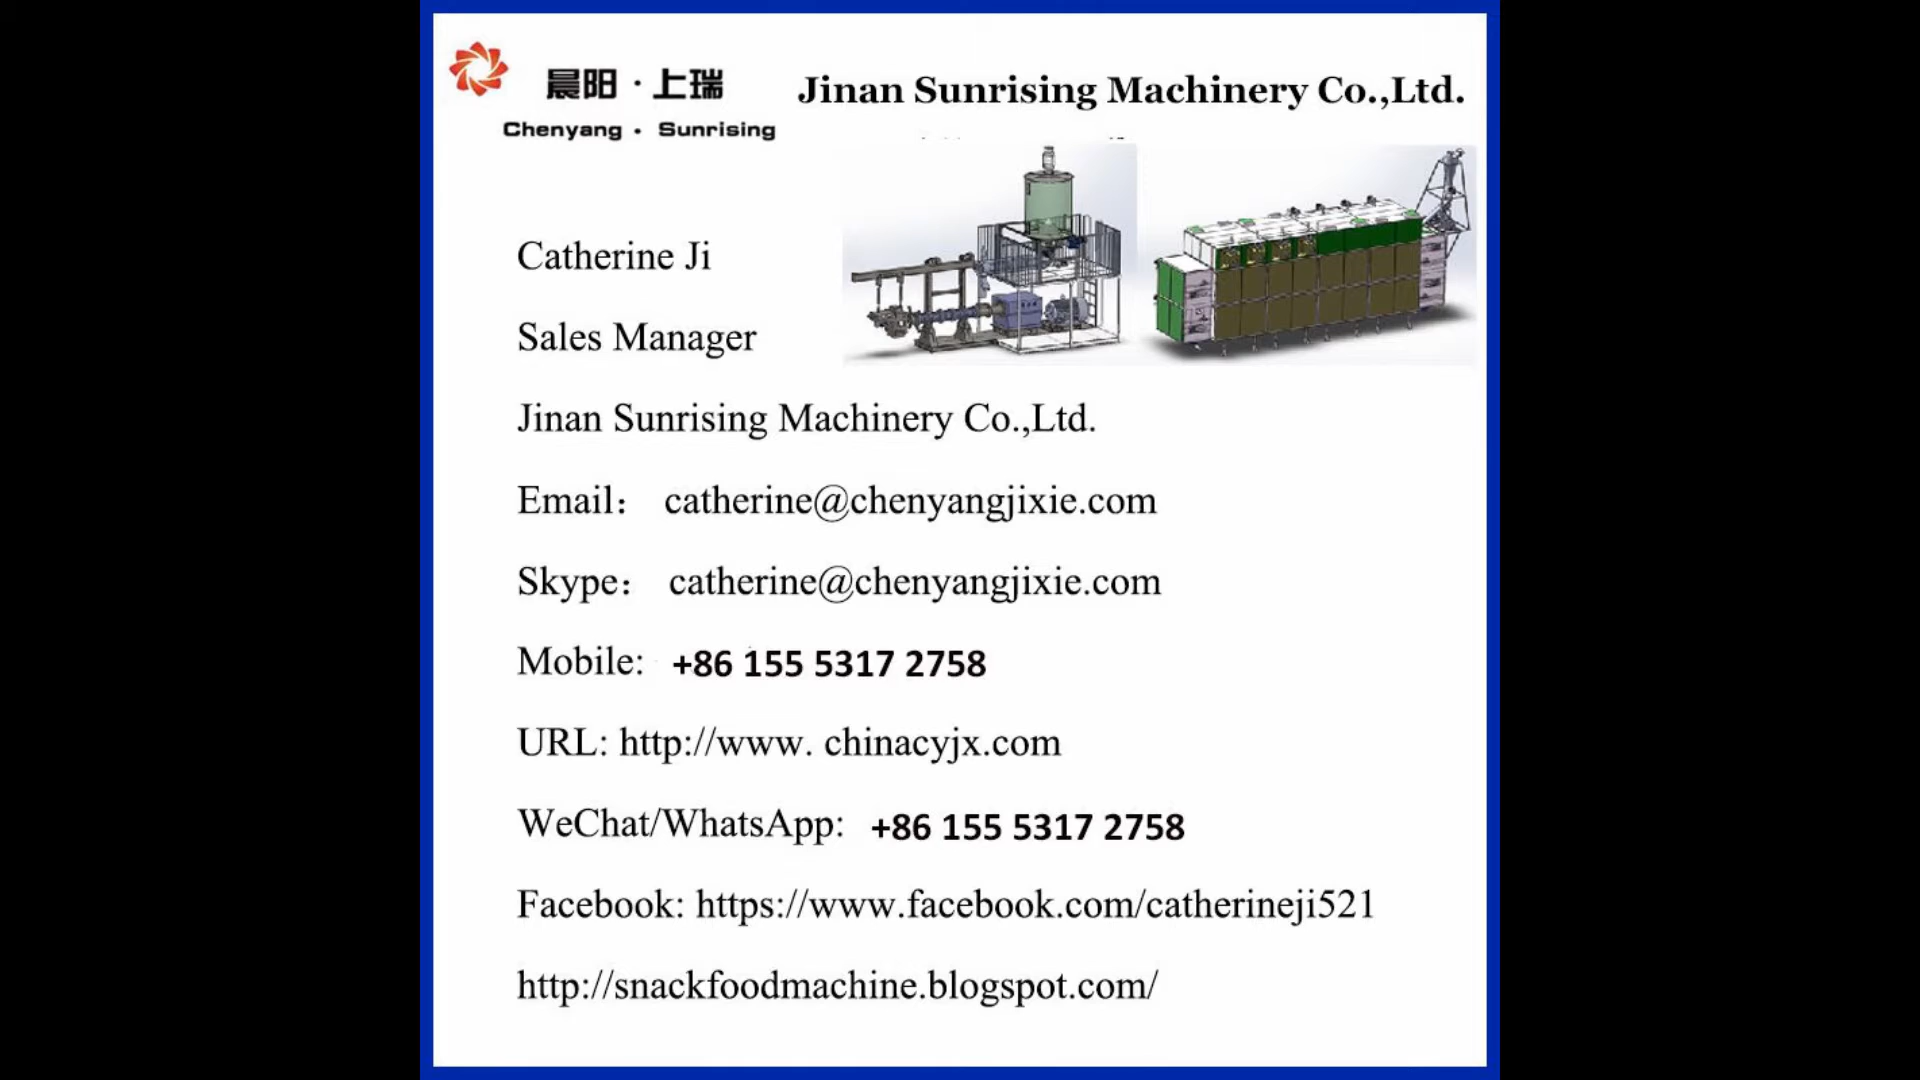 晨阳 · 上瑞
Chenyang · Sunrising
Jinan Sunrising Machinery Co.,Ltd.
Catherine Ji
Sales Manager
Jinan Sunrising Machinery Co.,Ltd.
Email： catherine@chenyangjixie.com
Skype： catherine@chenyangjixie.com
Mobile: +86 155 5317 2758
URL: http://www. chinacyjx.com
WeChat/WhatsApp: +86 155 5317 2758
Facebook: https://www.facebook.com/catherineji521
http://snackfoodmachine.blogspot.com/